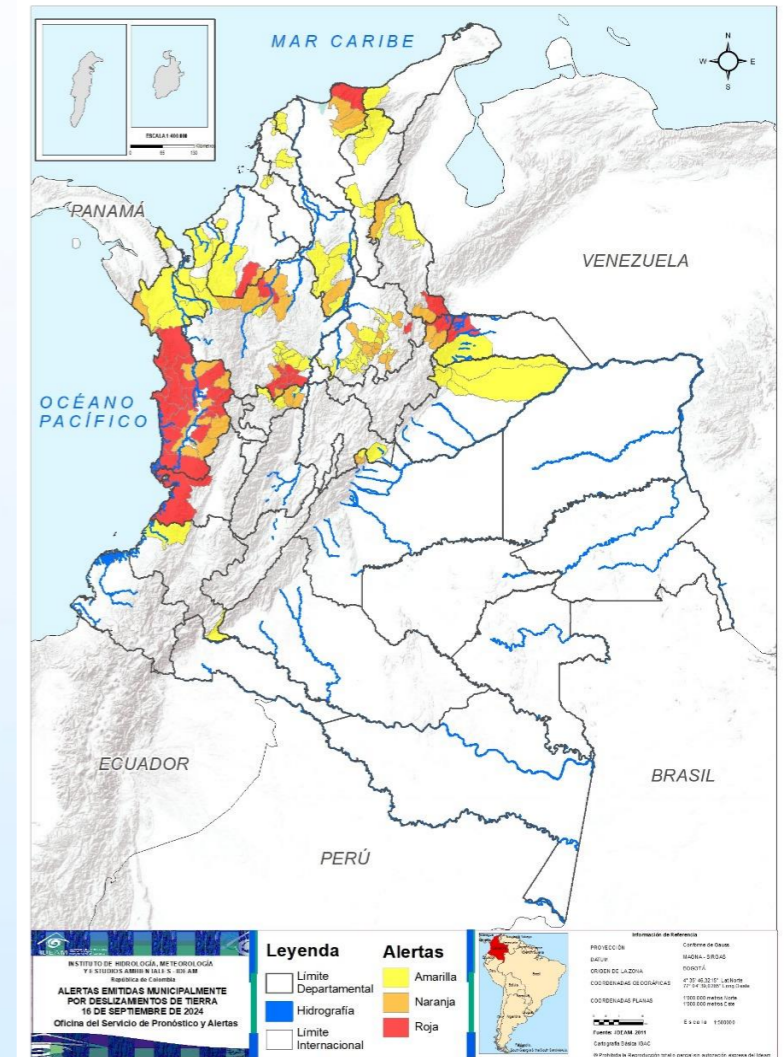 MAR CARIBE
N
W
E
S
ESCALA 1:400.000
PANAMÁ
VENEZUELA
OCÉANO
PACÍFICO
ECUADOR
BRASIL
PERÚ
INSTITUTO DE HIDROLOGÍA, METEOROLOGÍA
Y ESTUDIOS AMBIENTALES - IDEAM
República de Colombia
ALERTAS EMITIDAS MUNICIPALMENTE
POR DESLIZAMIENTOS DE TIERRA
16 DE SEPTIEMBRE DE 2024
Oficina del Servicio de Pronóstico y Alertas
Leyenda
Límite
Departamental
Hidrografía
Límite
Internacional
Alertas
Amarilla
Naranja
Roja
Información de Referencia
PROYECCIÓN
Conforme de Gauss
DATUM
MAGNA - SIRGAS
ORIGEN DE LA ZONA
BOGOTÁ
COORDENADAS GEOGRÁFICAS
COORDENADAS PLANAS
1'000.000 metros Norte
1'000.000 metros Este
Fuente: IDEAM, 2011
Cartografía Básica IGAC